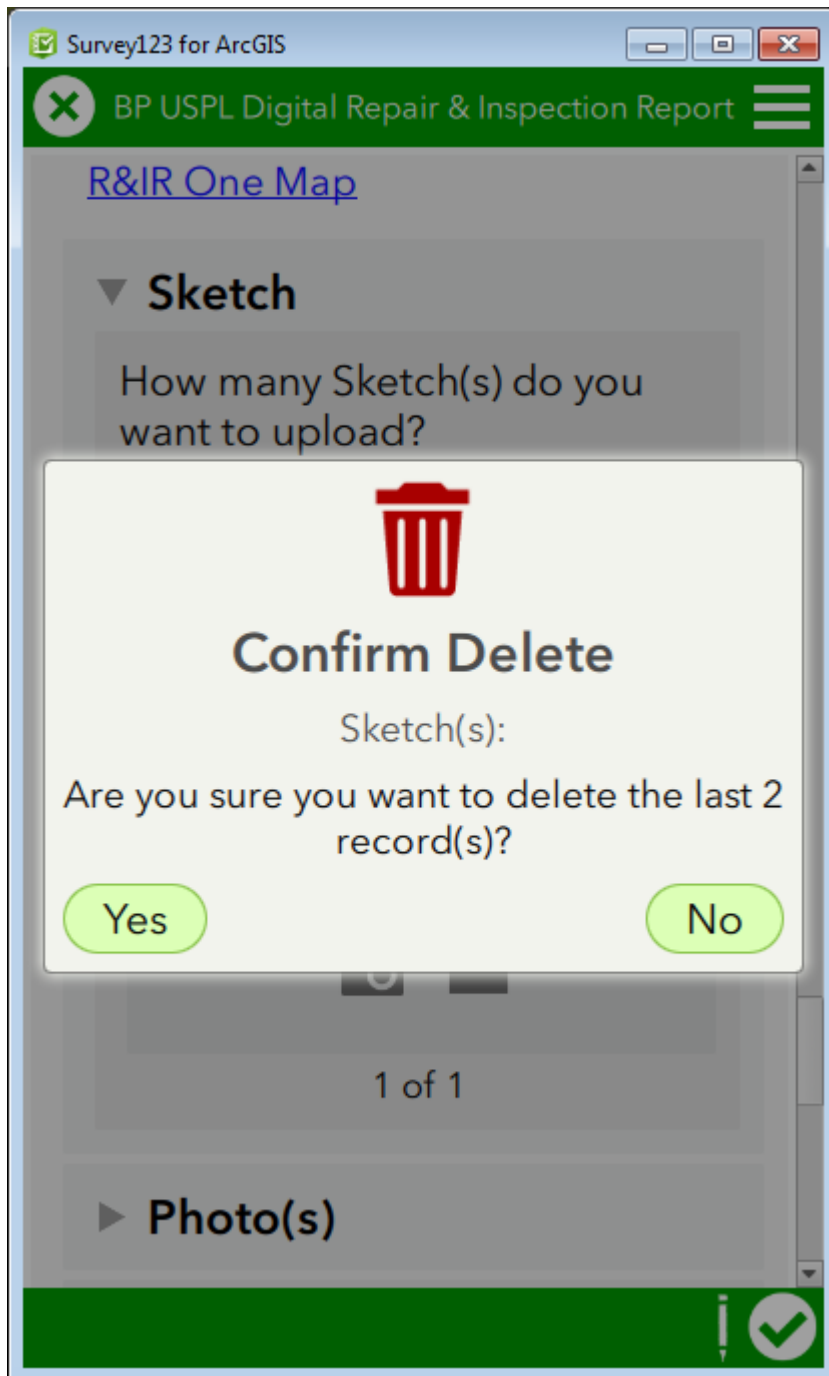 Survey123 for ArcGIS
BP USPL Digital Repair & Inspection Report
R&IR One Map
Sketch
How many Sketch(s) do you
want to upload?
Confirm Delete
Sketch(s):
Are you sure you want to delete the last 2
record(s)?
Yes
No
1 of 1
Photo(s)